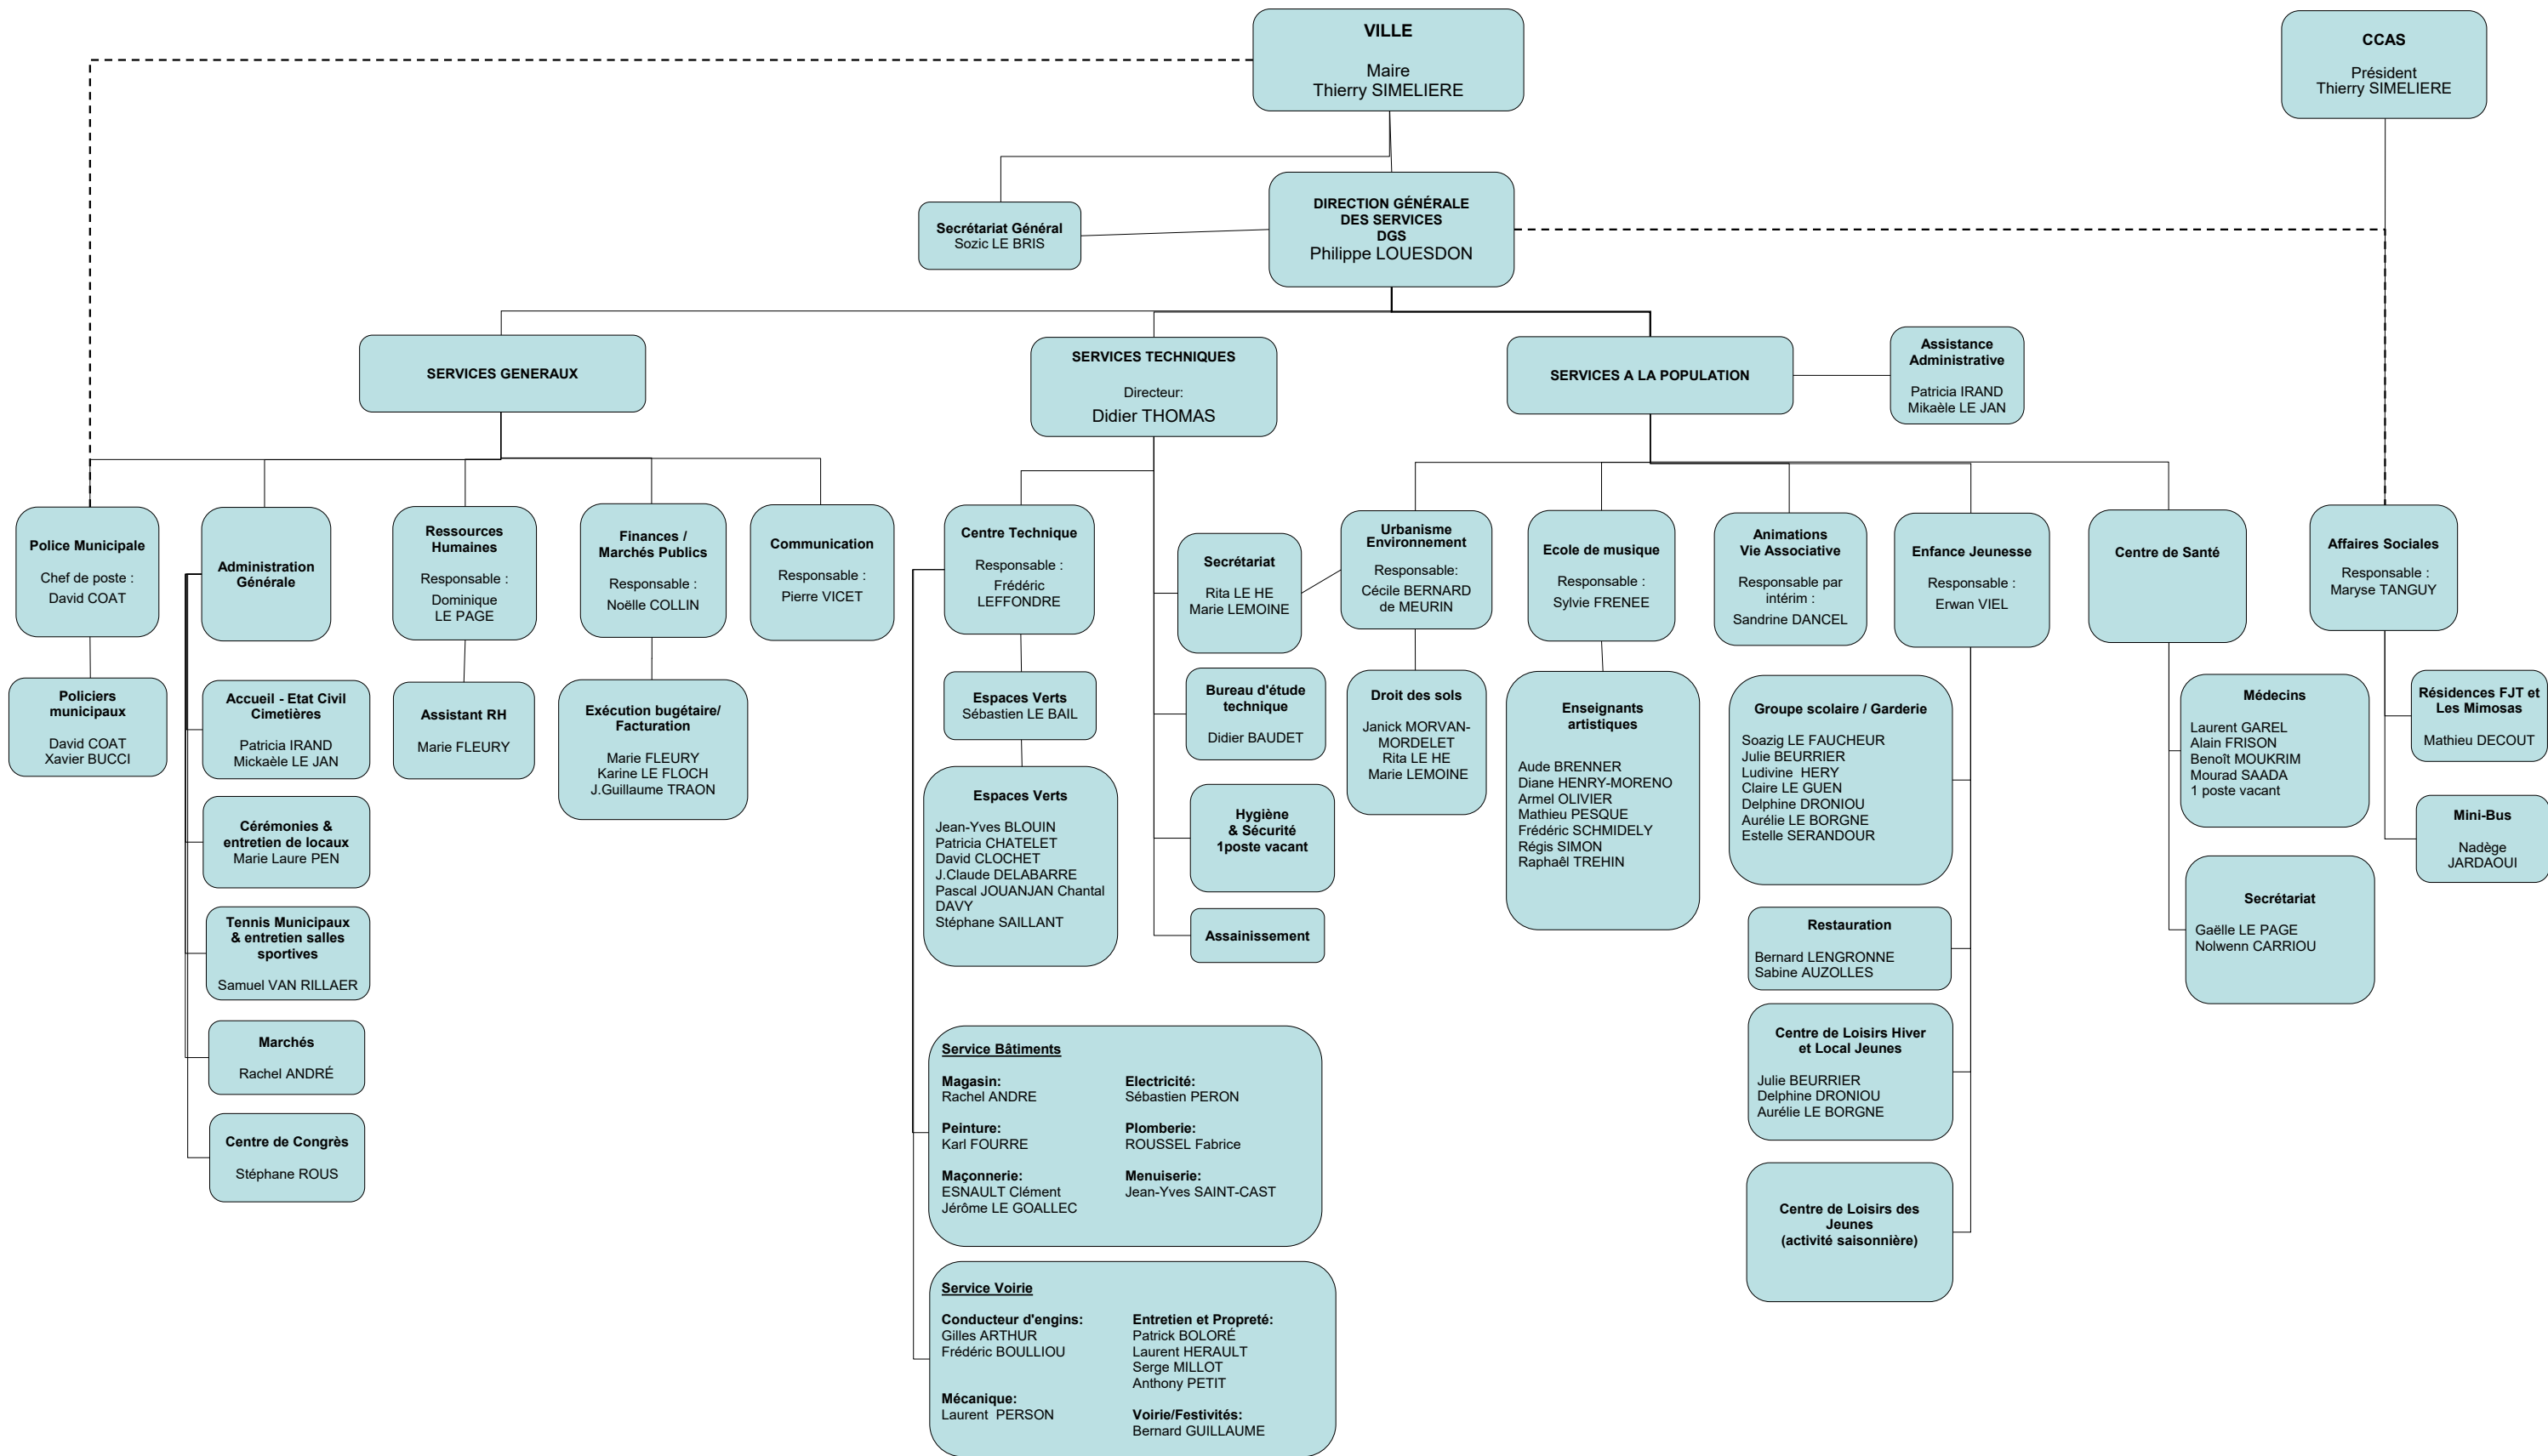 VILLE
Maire
Thierry SIMELIERE
CCAS
Président
Thierry SIMELIERE
Secrétariat Général
Sozic LE BRIS
DIRECTION GÉNÉRALE
DES SERVICES
DGS
Philippe LOUESDON
SERVICES GENERAUX
SERVICES TECHNIQUES
Directeur:
Didier THOMAS
SERVICES A LA POPULATION
Assistance
Administrative
Patricia IRAND
Mikaèle LE JAN
Police Municipale
Chef de poste :
David COAT
Administration
Générale
Ressources
Humaines
Responsable :
Dominique
LE PAGE
Finances /
Marchés Publics
Responsable :
Noëlle COLLIN
Communication
Responsable :
Pierre VICET
Centre Technique
Responsable :
Frédéric
LEFFONDRE
Secrétariat
Rita LE HE
Marie LEMOINE
Urbanisme
Environnement
Responsable:
Cécile BERNARD
de MEURIN
Ecole de musique
Responsable :
Sylvie FRENEE
Animations
Vie Associative
Responsable par
intérim :
Sandrine DANCEL
Enfance Jeunesse
Responsable :
Erwan VIEL
Centre de Santé
Affaires Sociales
Responsable :
Maryse TANGUY
Policiers
municipaux
David COAT
Xavier BUCCI
Accueil - Etat Civil
Cimetières
Patricia IRAND
Mickaèle LE JAN
Cérémonies &
entretien de locaux
Marie Laure PEN
Tennis Municipaux
& entretien salles
sportives
Samuel VAN RILLAER
Marchés
Rachel ANDRÉ
Centre de Congrès
Stéphane ROUS
Assistant RH
Marie FLEURY
Exécution bugétaire/
Facturation
Marie FLEURY
Karine LE FLOCH
J.Guillaume TRAON
Espaces Verts
Sébastien LE BAIL
Espaces Verts
Jean-Yves BLOUIN
Patricia CHATELET
David CLOCHET
J.Claude DELABARRE
Pascal JOUANJAN Chantal
DAVY
Stéphane SAILLANT
Bureau d'étude
technique
Didier BAUDET
Hygiène
& Sécurité
1poste vacant
Assainissement
Droit des sols
Janick MORVAN-
MORDELET
Rita LE HE
Marie LEMOINE
Enseignants
artistiques
Aude BRENNER
Diane HENRY-MORENO
Armel OLIVIER
Mathieu PESQUE
Frédéric SCHMIDELY
Régis SIMON
Raphaêl TREHIN
Groupe scolaire / Garderie
Soazig LE FAUCHEUR
Julie BEURRIER
Ludivine  HERY
Claire LE GUEN
Delphine DRONIOU
Aurélie LE BORGNE
Estelle SERANDOUR
Restauration
Bernard LENGRONNE
Sabine AUZOLLES
Centre de Loisirs Hiver
et Local Jeunes
Julie BEURRIER
Delphine DRONIOU
Aurélie LE BORGNE
Centre de Loisirs des
Jeunes
(activité saisonnière)
Médecins
Laurent GAREL
Alain FRISON
Benoît MOUKRIM
Mourad SAADA
1 poste vacant
Secrétariat
Gaëlle LE PAGE
Nolwenn CARRIOU
Résidences FJT et
Les Mimosas
Mathieu DECOUT
Mini-Bus
Nadège
JARDAOUI
Service Bâtiments
Magasin:
Rachel ANDRE
Electricité:
Sébastien PERON
Peinture:
Karl FOURRE
Plomberie:
ROUSSEL Fabrice
Maçonnerie:
ESNAULT Clément
Jérôme LE GOALLEC
Menuiserie:
Jean-Yves SAINT-CAST
Service Voirie
Conducteur d'engins:
Gilles ARTHUR
Frédéric BOULLIOU
Entretien et Propreté:
Patrick BOLORÉ
Laurent HERAULT
Serge MILLOT
Anthony PETIT
Mécanique:
Laurent  PERSON
Voirie/Festivités:
Bernard GUILLAUME